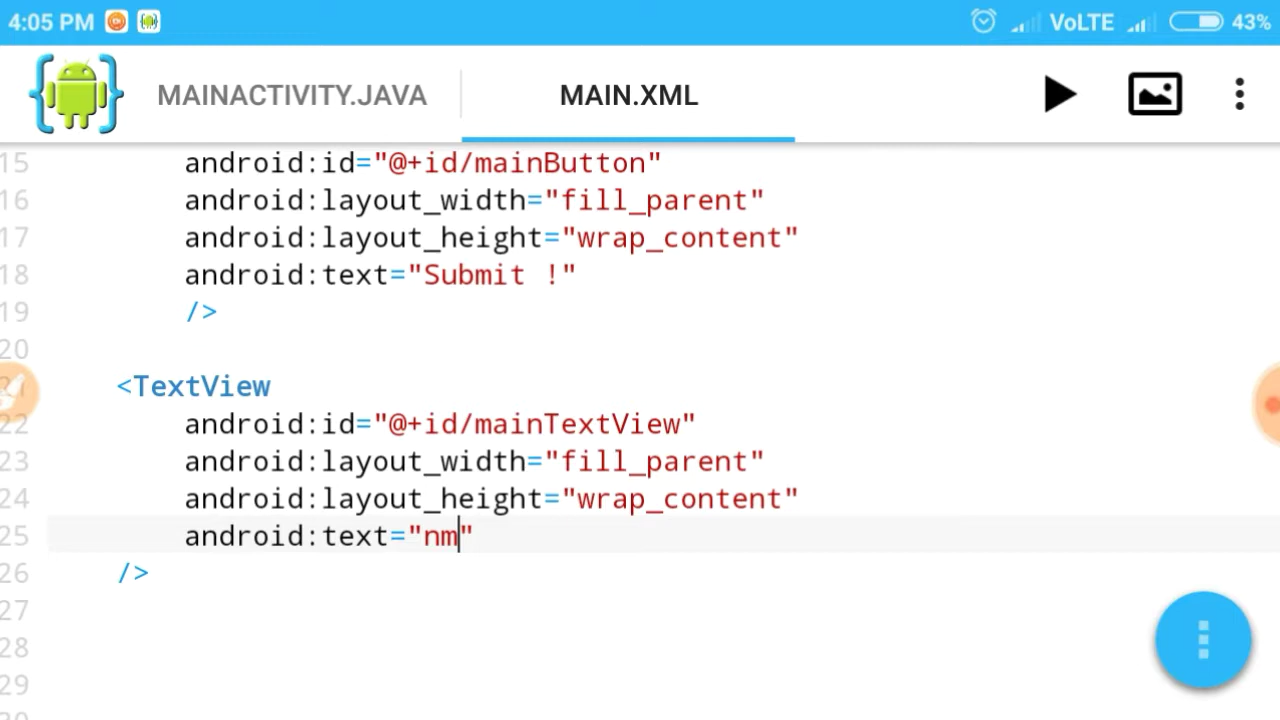 4:05 PM VoLTE 43%
MAINACTIVITY.JAVA MAIN.XML
15 android:id="@+id/mainButton"
16 android:layout_width="fill_parent"
17 android:layout_height="wrap_content"
18 android:text="Submit !"
19 />
20
21 <TextView
22 android:id="@+id/mainTextView"
23 android:layout_width="fill_parent"
24 android:layout_height="wrap_content"
25 android:text="nm"
26 />
27
28
29